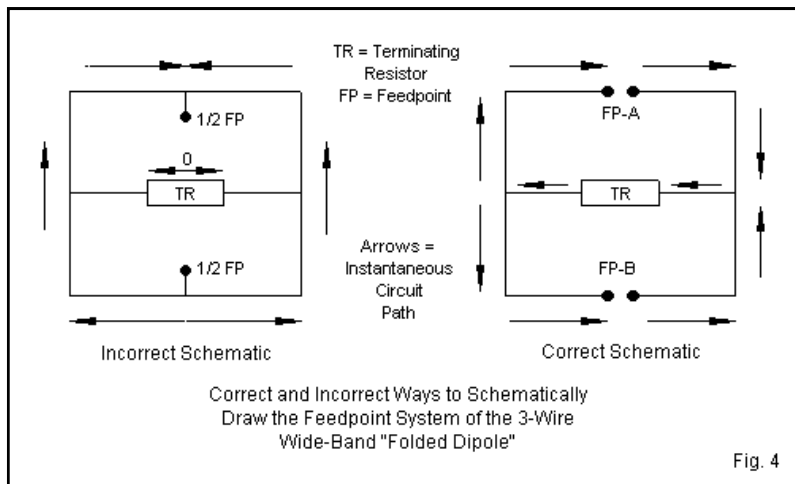 TR = Terminating
Resistor
FP = Feedpoint
1/2 FP
0
TR
1/2 FP
Arrows =
Instantaneous
Circuit
Path
Incorrect Schematic
FP-A
TR
FP-B
Correct Schematic
Correct and Incorrect Ways to Schematically
Draw the Feedpoint System of the 3-Wire
Wide-Band "Folded Dipole"
Fig. 4